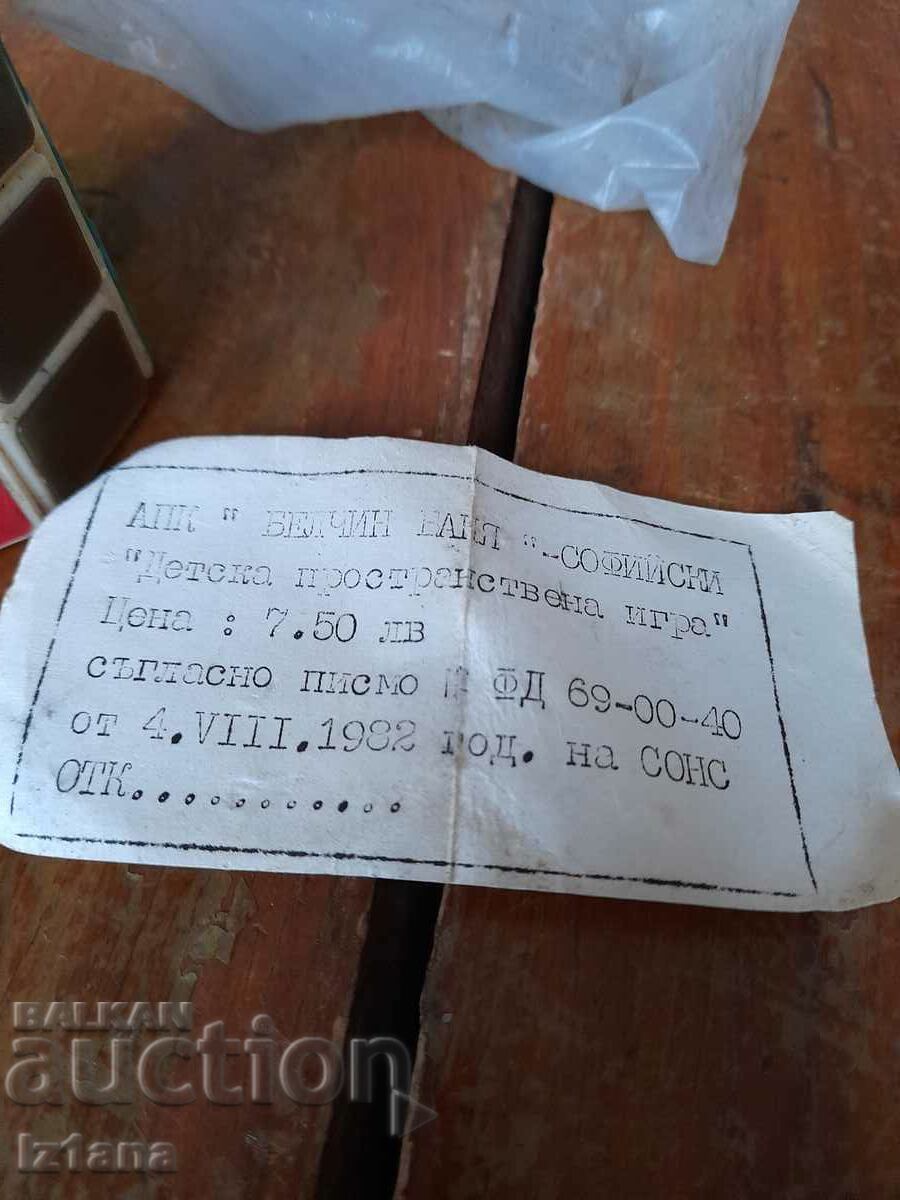 АПК " БЕЛЧИН БАНЯ "-СОФИЙСКИ
"Детска пространствена игра"
Цена : 7.50 лв
съгласно писмо № ФД 69-00-40
от 4.VIII.1982 год. на СОНС
ОТК...........
BALKAN
auction
Iz1ana